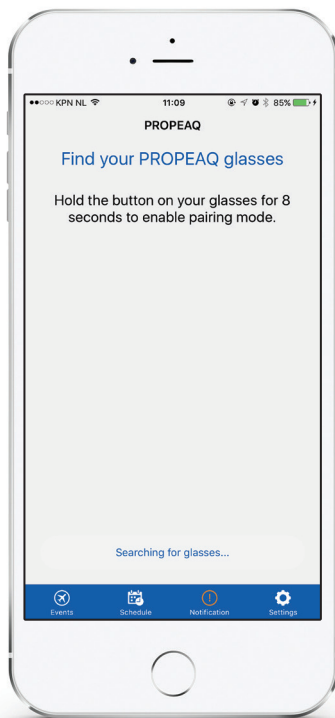 KPN NL 11:09 85%
PROPEAQ
Find your PROPEAQ glasses
Hold the button on your glasses for 8
seconds to enable pairing mode.
Searching for glasses...
Events Schedule Notification Settings